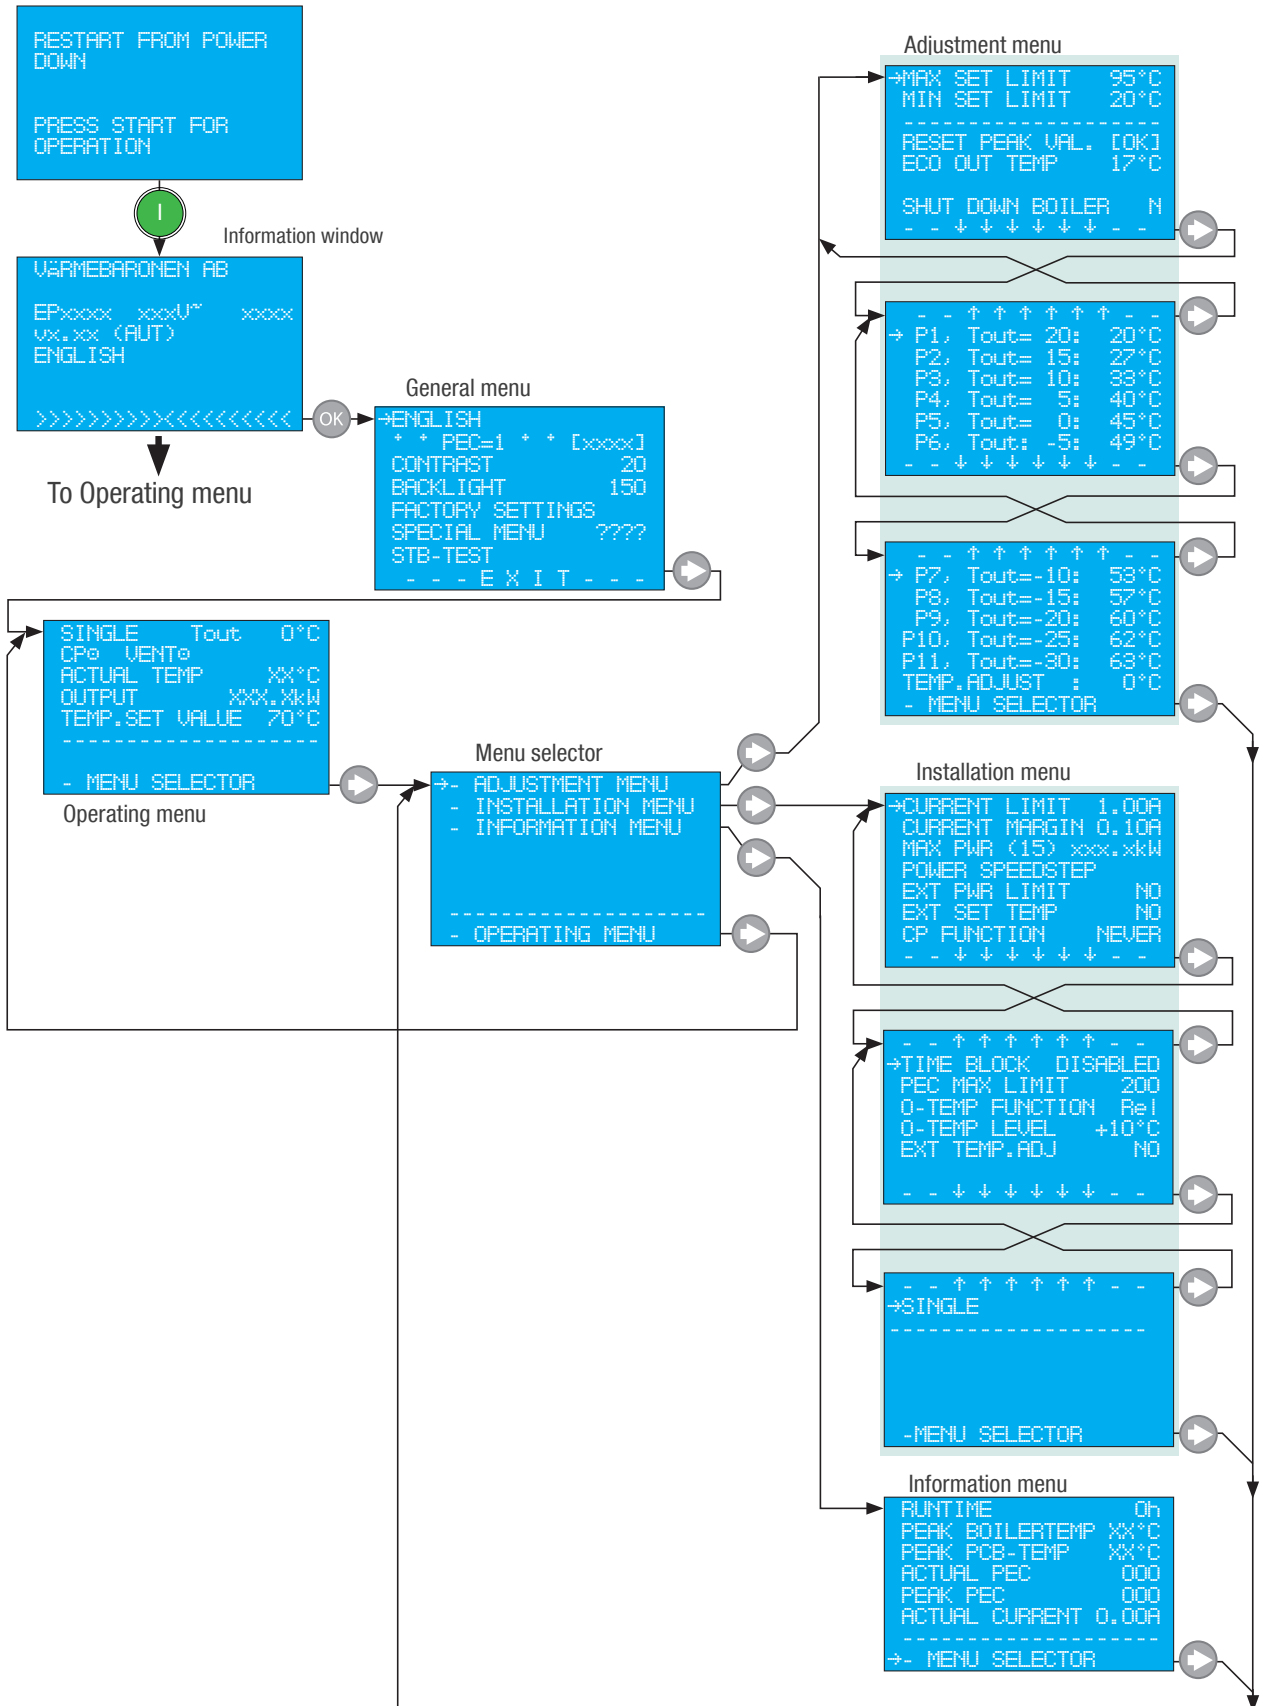 RESTART FROM POWER
DOWN
PRESS START FOR
OPERATION
I
Information window
VÄRMEBARONEN AB
EPxxxx xxxV~ xxxx
vx.xx (AUT)
ENGLISH
>>>>>>>>>><<<<<<<<<<
OK
To Operating menu
General menu
→ENGLISH
* * PEC=1 * * [xxxx]
CONTRAST 20
BACKLIGHT 150
FACTORY SETTINGS
SPECIAL MENU ????
STB-TEST
- - - E X I T - - -
SINGLE Tout 0°C
CP⊙ VENT⊙
ACTUAL TEMP XX°C
OUTPUT XXX.XkW
TEMP.SET VALUE 70°C
--------------------
- MENU SELECTOR
Operating menu
Menu selector
→- ADJUSTMENT MENU
- INSTALLATION MENU
- INFORMATION MENU
--------------------
- OPERATING MENU
Adjustment menu
→MAX SET LIMIT 95°C
MIN SET LIMIT 20°C
--------------------
RESET PEAK VAL. [OK]
ECO OUT TEMP 17°C
SHUT DOWN BOILER N
- - ↓ ↓ ↓ ↓ ↓ ↓ - -
- - ↑ ↑ ↑ ↑ ↑ ↑ - -
→ P1, Tout= 20: 20°C
P2, Tout= 15: 27°C
P3, Tout= 10: 33°C
P4, Tout= 5: 40°C
P5, Tout= 0: 45°C
P6, Tout: -5: 49°C
- - ↓ ↓ ↓ ↓ ↓ ↓ - -
- - ↑ ↑ ↑ ↑ ↑ ↑ - -
→ P7, Tout=-10: 53°C
P8, Tout=-15: 57°C
P9, Tout=-20: 60°C
P10, Tout=-25: 62°C
P11, Tout=-30: 63°C
TEMP.ADJUST : 0°C
- MENU SELECTOR
Installation menu
→CURRENT LIMIT 1.00A
CURRENT MARGIN 0.10A
MAX PWR (15) xxx.xkW
POWER SPEEDSTEP
EXT PWR LIMIT NO
EXT SET TEMP NO
CP FUNCTION NEVER
- - ↓ ↓ ↓ ↓ ↓ ↓ - -
- - ↑ ↑ ↑ ↑ ↑ ↑ - -
→TIME BLOCK DISABLED
PEC MAX LIMIT 200
O-TEMP FUNCTION Rel
O-TEMP LEVEL +10°C
EXT TEMP.ADJ NO
- - ↓ ↓ ↓ ↓ ↓ ↓ - -
- - ↑ ↑ ↑ ↑ ↑ ↑ - -
→SINGLE
--------------------
-MENU SELECTOR
Information menu
RUNTIME 0h
PEAK BOILERTEMP XX°C
PEAK PCB-TEMP XX°C
ACTUAL PEC 000
PEAK PEC 000
ACTUAL CURRENT 0.00A
--------------------
→- MENU SELECTOR